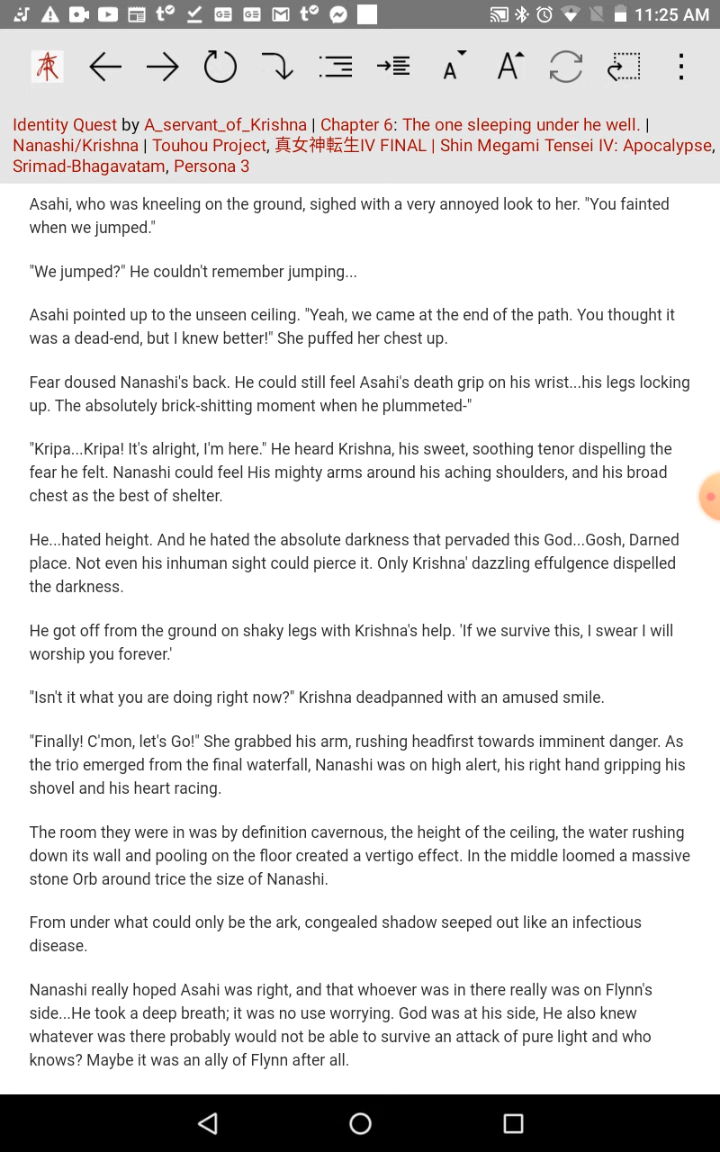 11:25 AM
A A
Identity Quest by A_servant_of_Krishna | Chapter 6: The one sleeping under he well. |
Nanashi/Krishna | Touhou Project, 真女神転生IV FINAL | Shin Megami Tensei IV: Apocalypse,
Srimad-Bhagavatam, Persona 3
Asahi, who was kneeling on the ground, sighed with a very annoyed look to her. "You fainted
when we jumped."
"We jumped?" He couldn't remember jumping...
Asahi pointed up to the unseen ceiling. "Yeah, we came at the end of the path. You thought it
was a dead-end, but I knew better!" She puffed her chest up.
Fear doused Nanashi's back. He could still feel Asahi's death grip on his wrist...his legs locking
up. The absolutely brick-shitting moment when he plummeted-"
"Kripa...Kripa! It's alright, I'm here." He heard Krishna, his sweet, soothing tenor dispelling the
fear he felt. Nanashi could feel His mighty arms around his aching shoulders, and his broad
chest as the best of shelter.
He...hated height. And he hated the absolute darkness that pervaded this God...Gosh, Darned
place. Not even his inhuman sight could pierce it. Only Krishna' dazzling effulgence dispelled
the darkness.
He got off from the ground on shaky legs with Krishna's help. 'If we survive this, I swear I will
worship you forever.'
"Isn't it what you are doing right now?" Krishna deadpanned with an amused smile.
"Finally! C'mon, let's Go!" She grabbed his arm, rushing headfirst towards imminent danger. As
the trio emerged from the final waterfall, Nanashi was on high alert, his right hand gripping his
shovel and his heart racing.
The room they were in was by definition cavernous, the height of the ceiling, the water rushing
down its wall and pooling on the floor created a vertigo effect. In the middle loomed a massive
stone Orb around trice the size of Nanashi.
From under what could only be the ark, congealed shadow seeped out like an infectious
disease.
Nanashi really hoped Asahi was right, and that whoever was in there really was on Flynn's
side...He took a deep breath; it was no use worrying. God was at his side, He also knew
whatever was there probably would not be able to survive an attack of pure light and who
knows? Maybe it was an ally of Flynn after all.